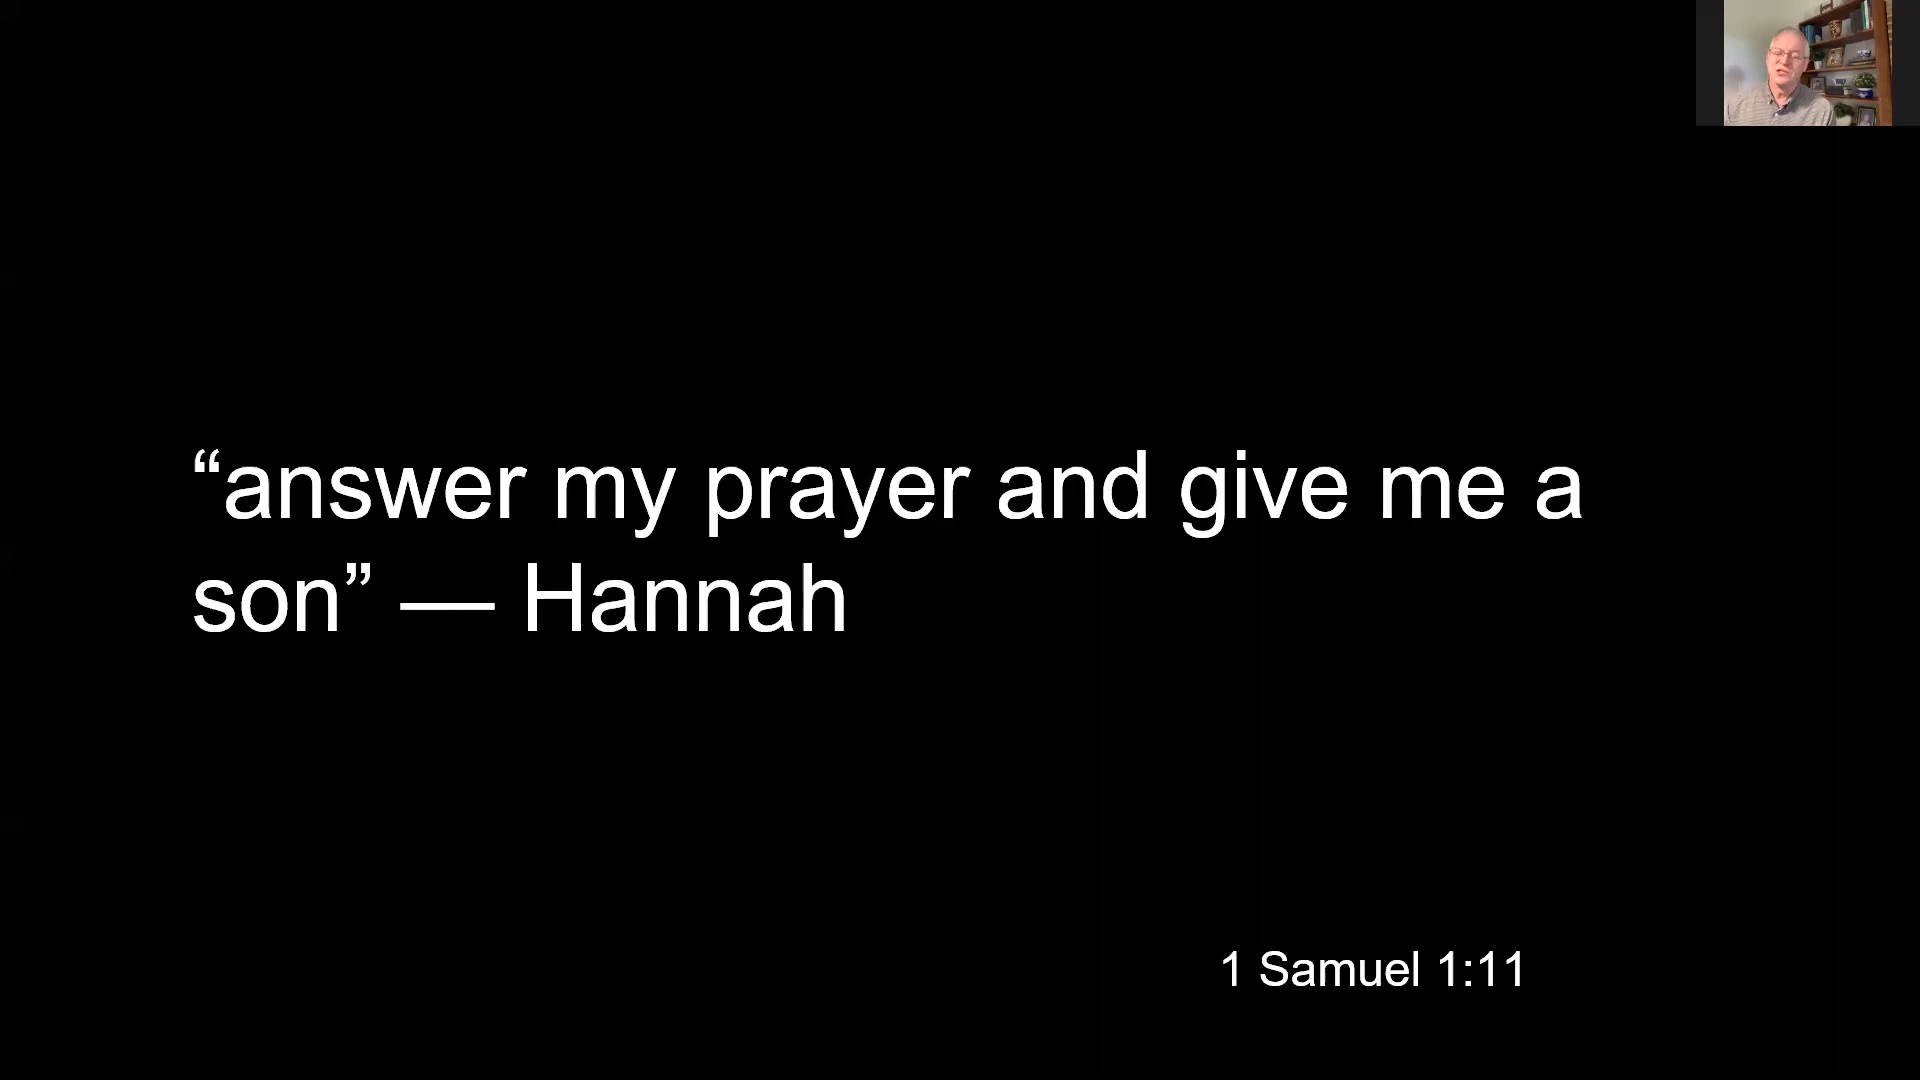 “answer my prayer and give me a
son” — Hannah
1 Samuel 1:11